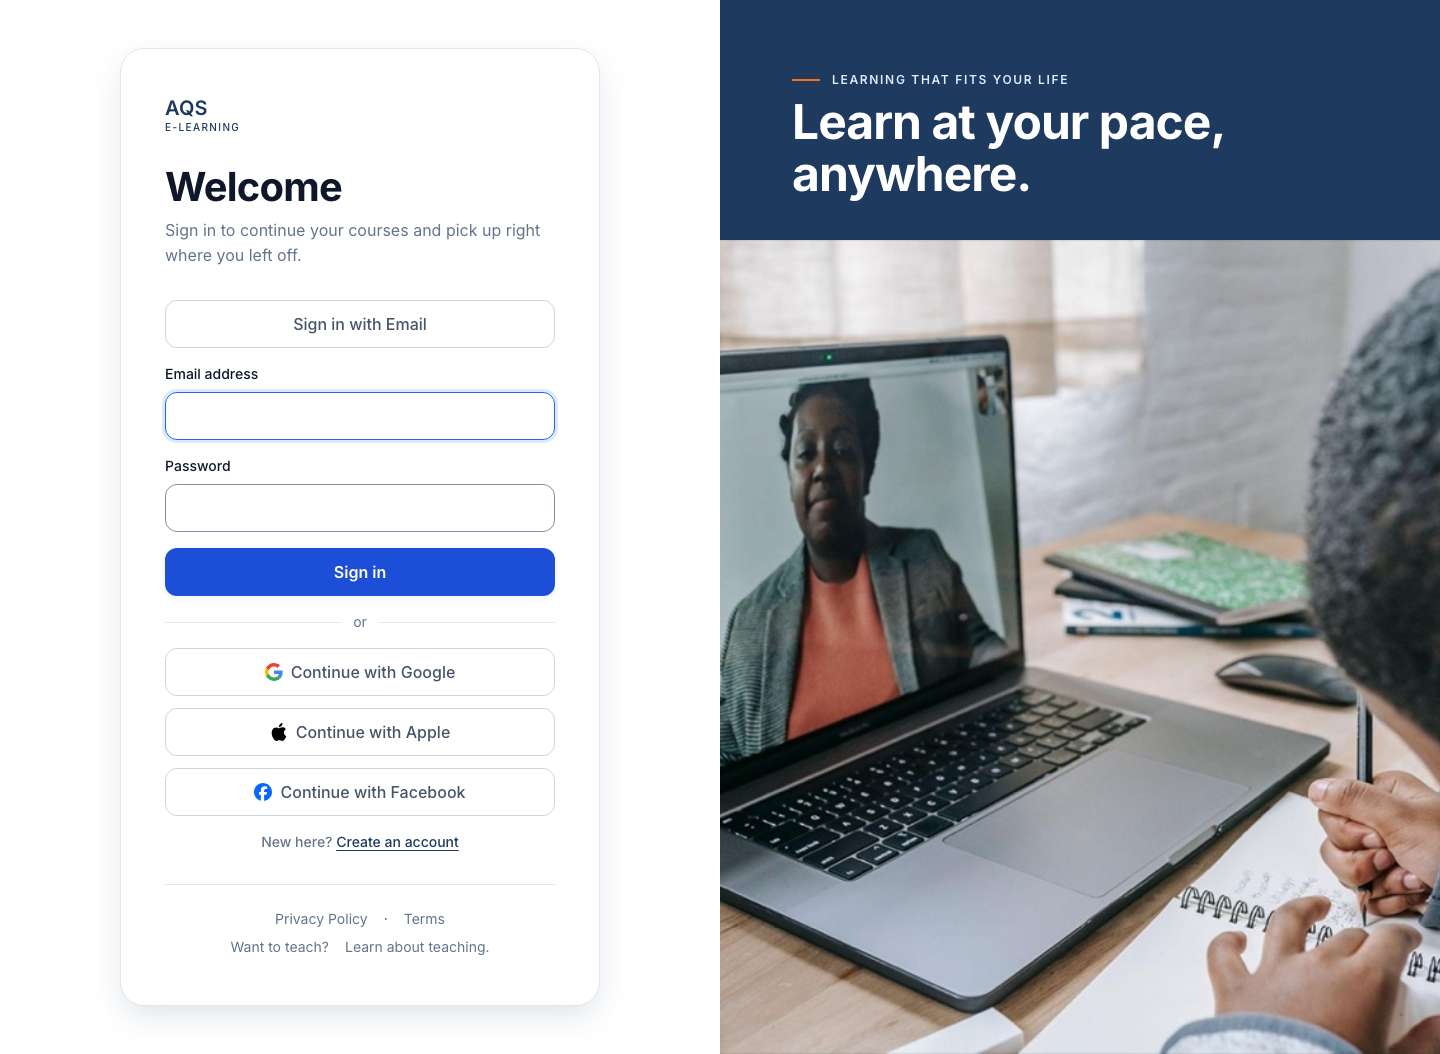 AQS
E-LEARNING
Welcome
Sign in to continue your courses and pick up right
where you left off.
Sign in with Email
Email address
Password
Sign in
or
Continue with Google
Continue with Apple
Continue with Facebook
New here? Create an account
Privacy Policy · Terms
Want to teach? Learn about teaching.
LEARNING THAT FITS YOUR LIFE
Learn at your pace,
anywhere.